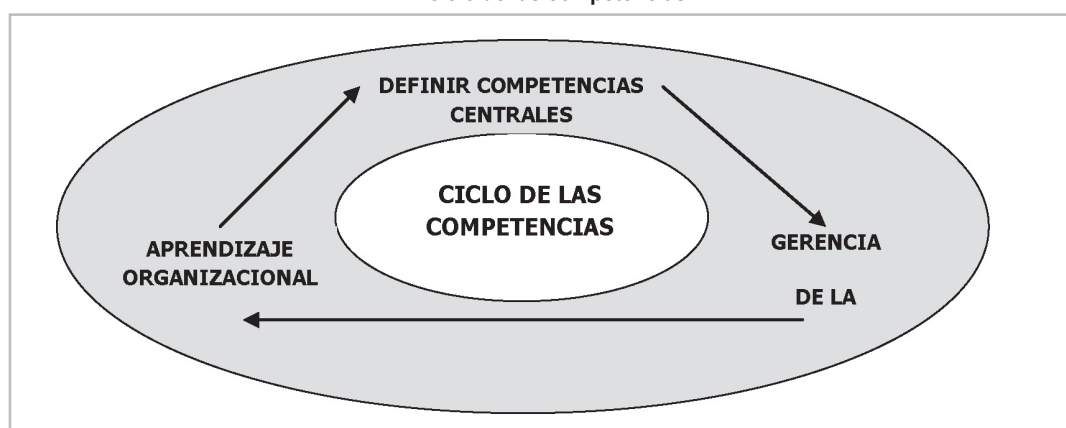 DEFINIR COMPETENCIAS
CENTRALES
CICLO DE LAS
COMPETENCIAS
APRENDIZAJE
ORGANIZACIONAL
GERENCIA
DE LA